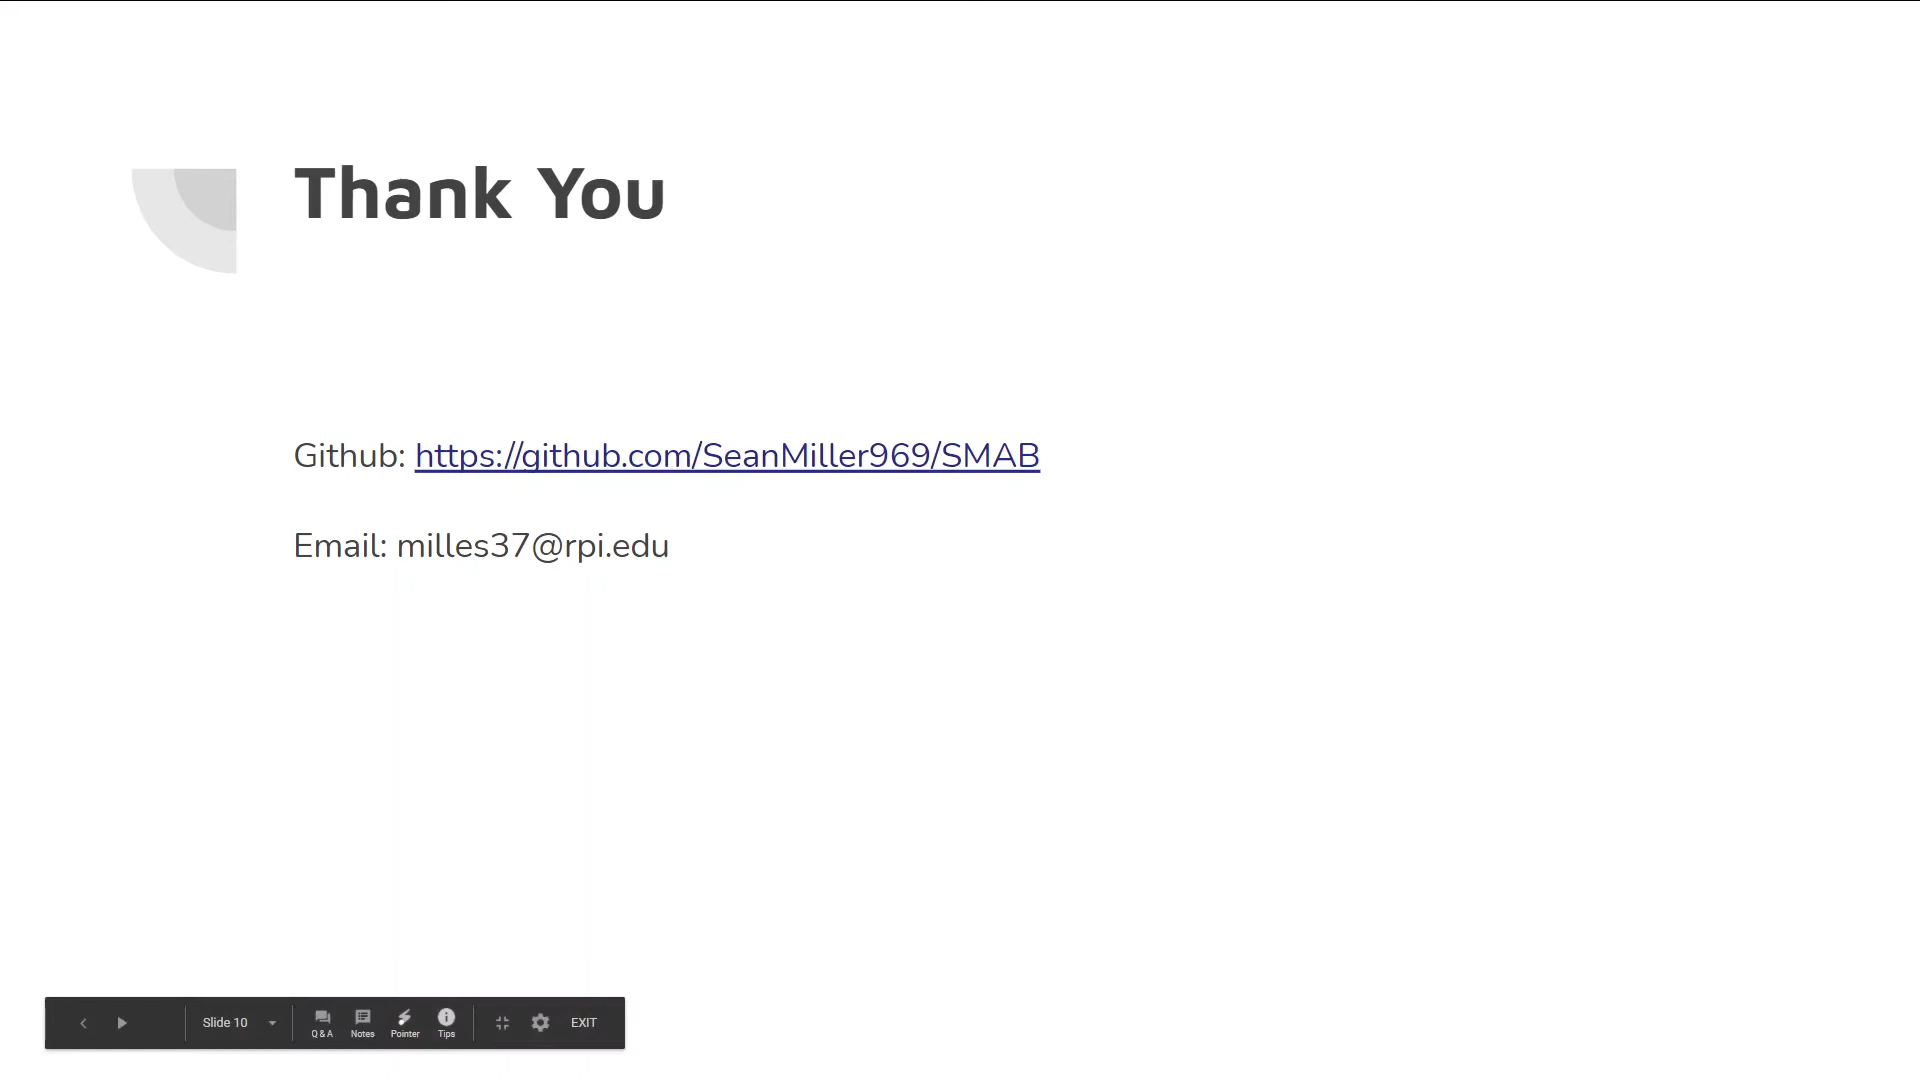 Thank You
Github: https://github.com/SeanMiller969/SMAB
Email: milles37@rpi.edu
Slide 10
Q & A
Notes
Pointer
Tips
EXIT